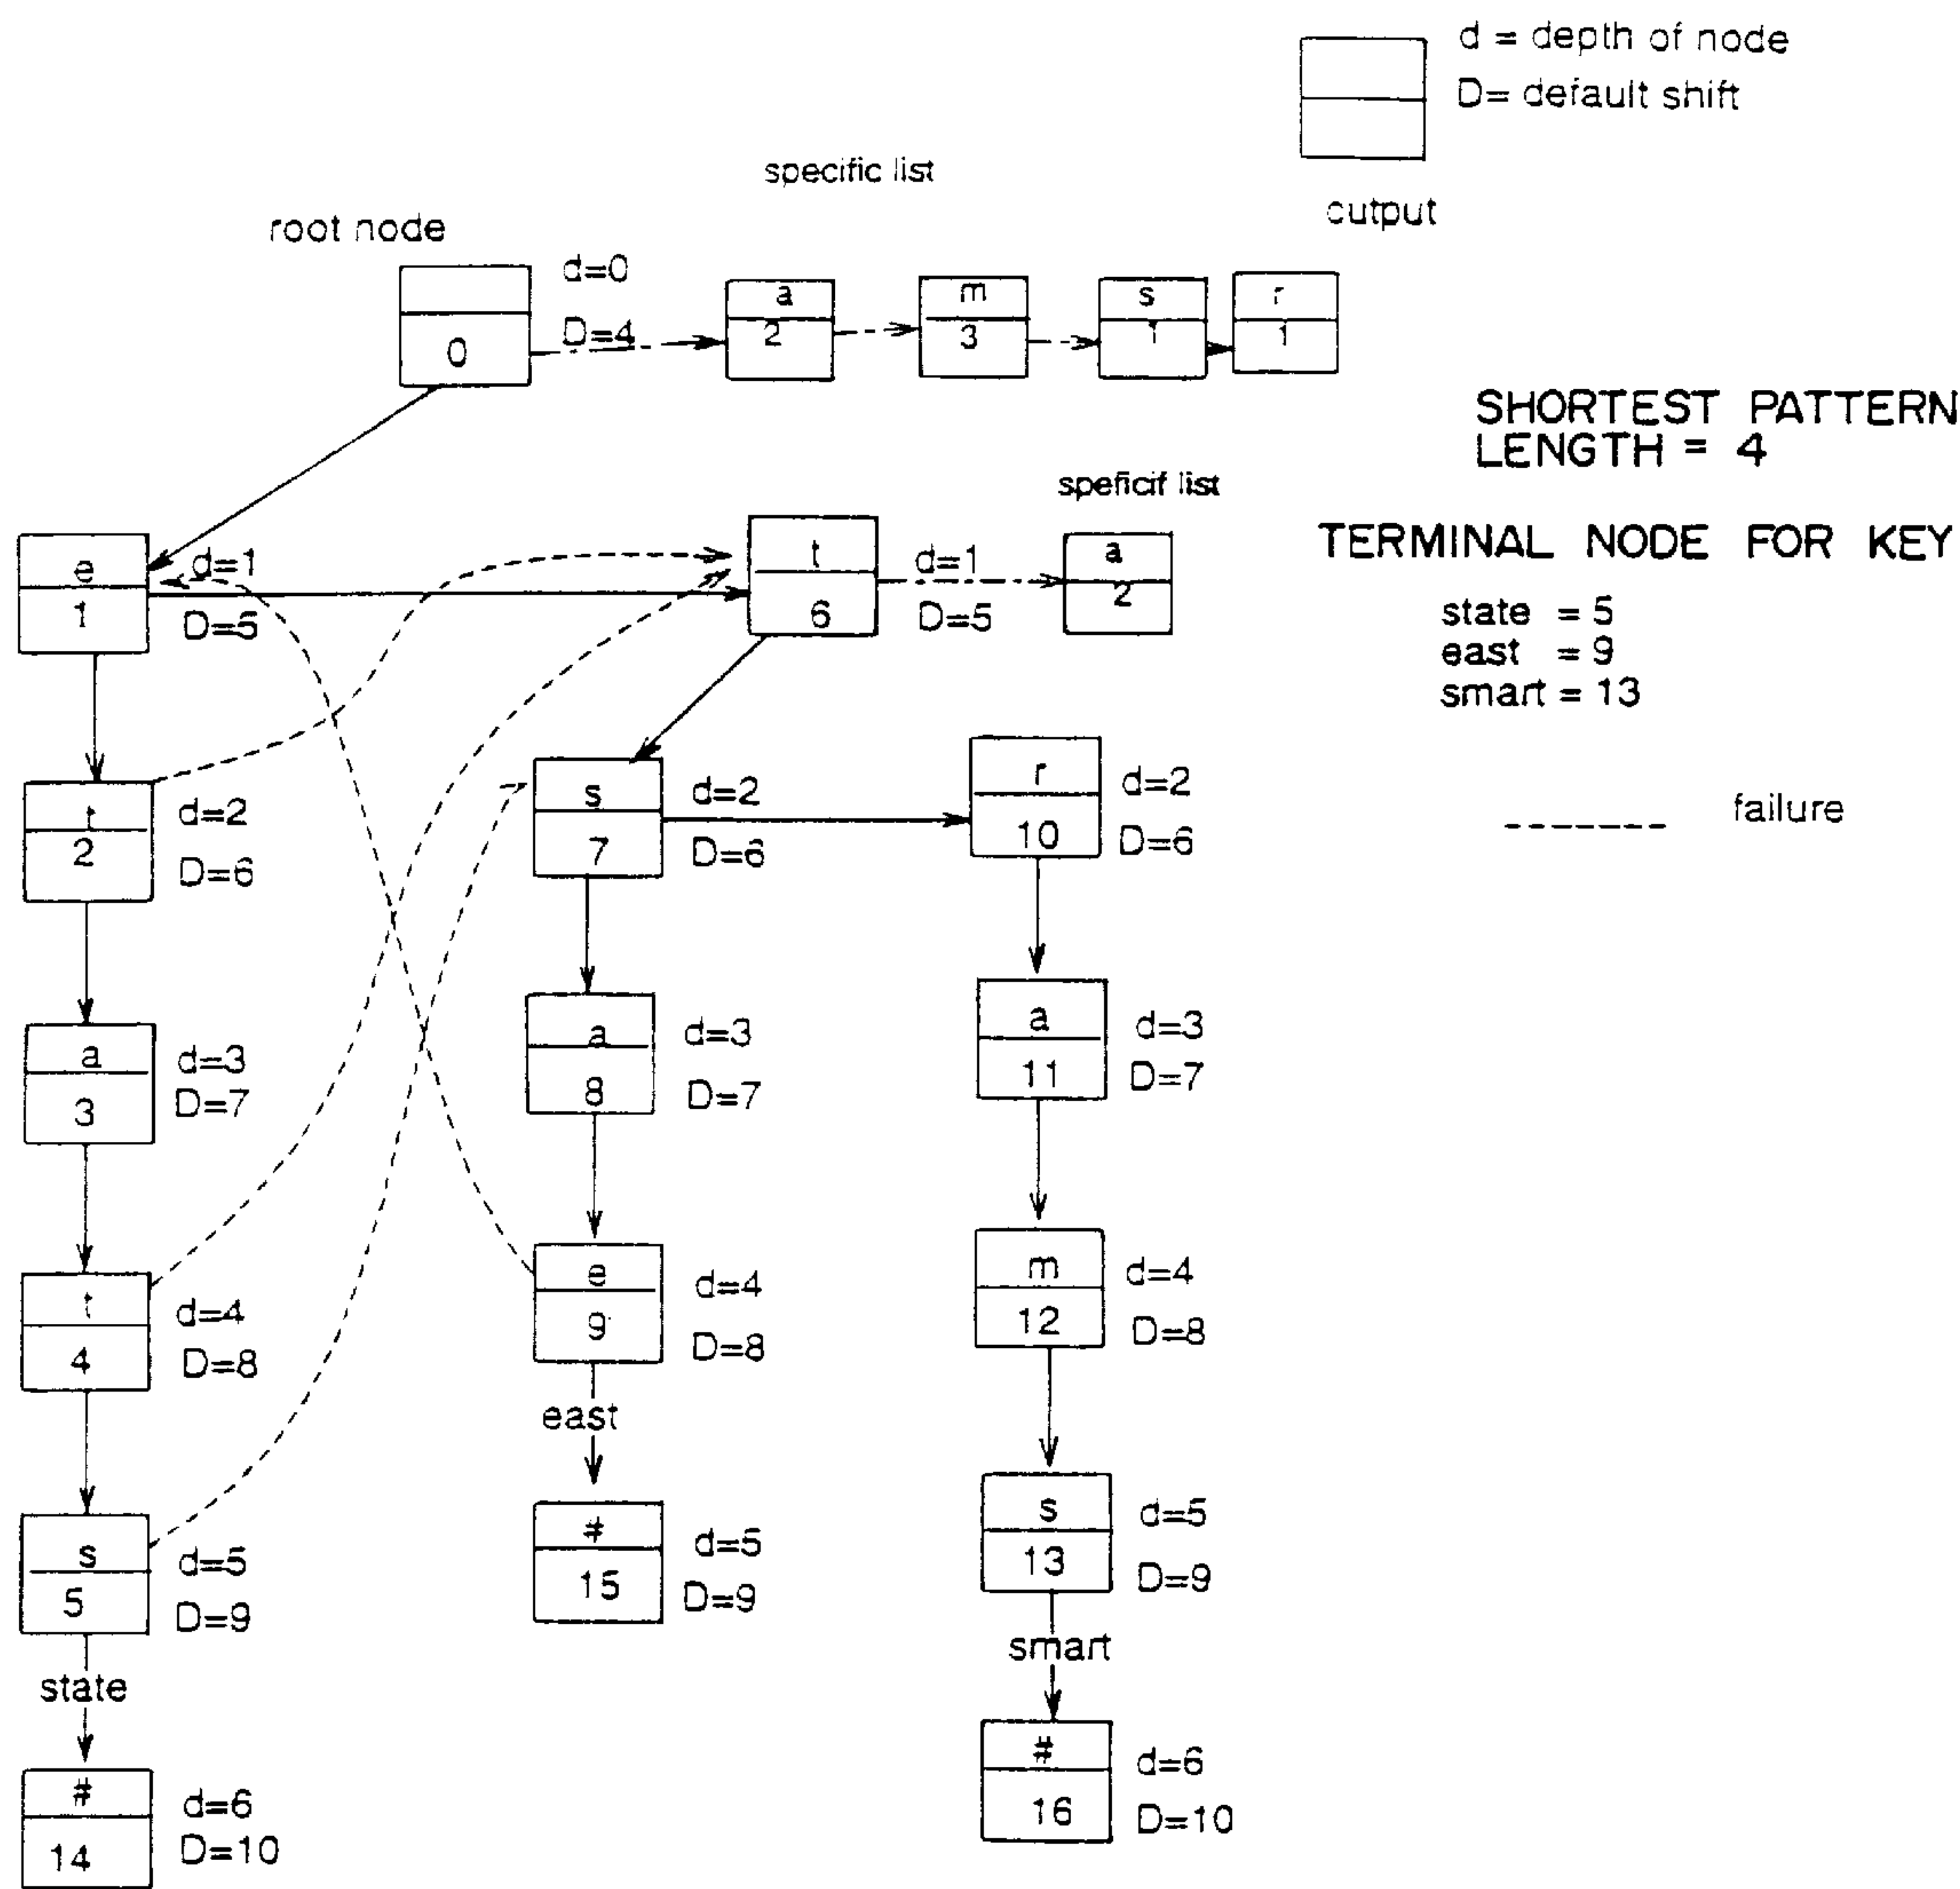 d = depth of node
D= default shift
specific list
cutput
root node
d=0
D=4
0
a
2
m
3
s
1
r
1
SHORTEST PATTERN
LENGTH = 4
speficif list
TERMINAL NODE FOR KEY
state = 5
east = 9
smart = 13
failure
e
1
d=1
D=5
t
6
d=1
D=5
a
2
t
2
d=2
D=6
s
7
d=2
D=6
r
10
d=2
D=6
a
3
d=3
D=7
a
8
d=3
D=7
a
11
d=3
D=7
t
4
d=4
D=8
e
9
d=4
D=8
m
12
d=4
D=8
east
s
5
d=5
D=9
#
15
d=5
D=9
s
13
d=5
D=9
state
smart
#
14
d=6
D=10
#
16
d=6
D=10